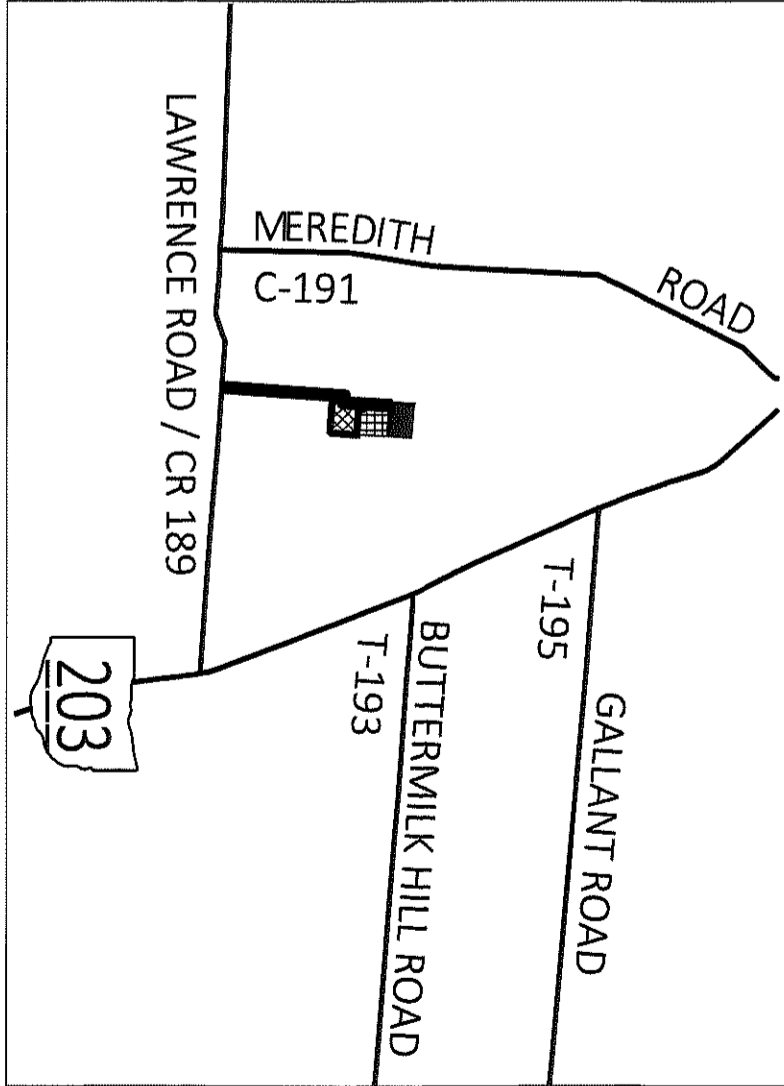 MEREDITH
ROAD
C-191
LAWRENCE ROAD / CR 189
T-195
GALLANT ROAD
T-193
BUTTERMILK HILL ROAD
203